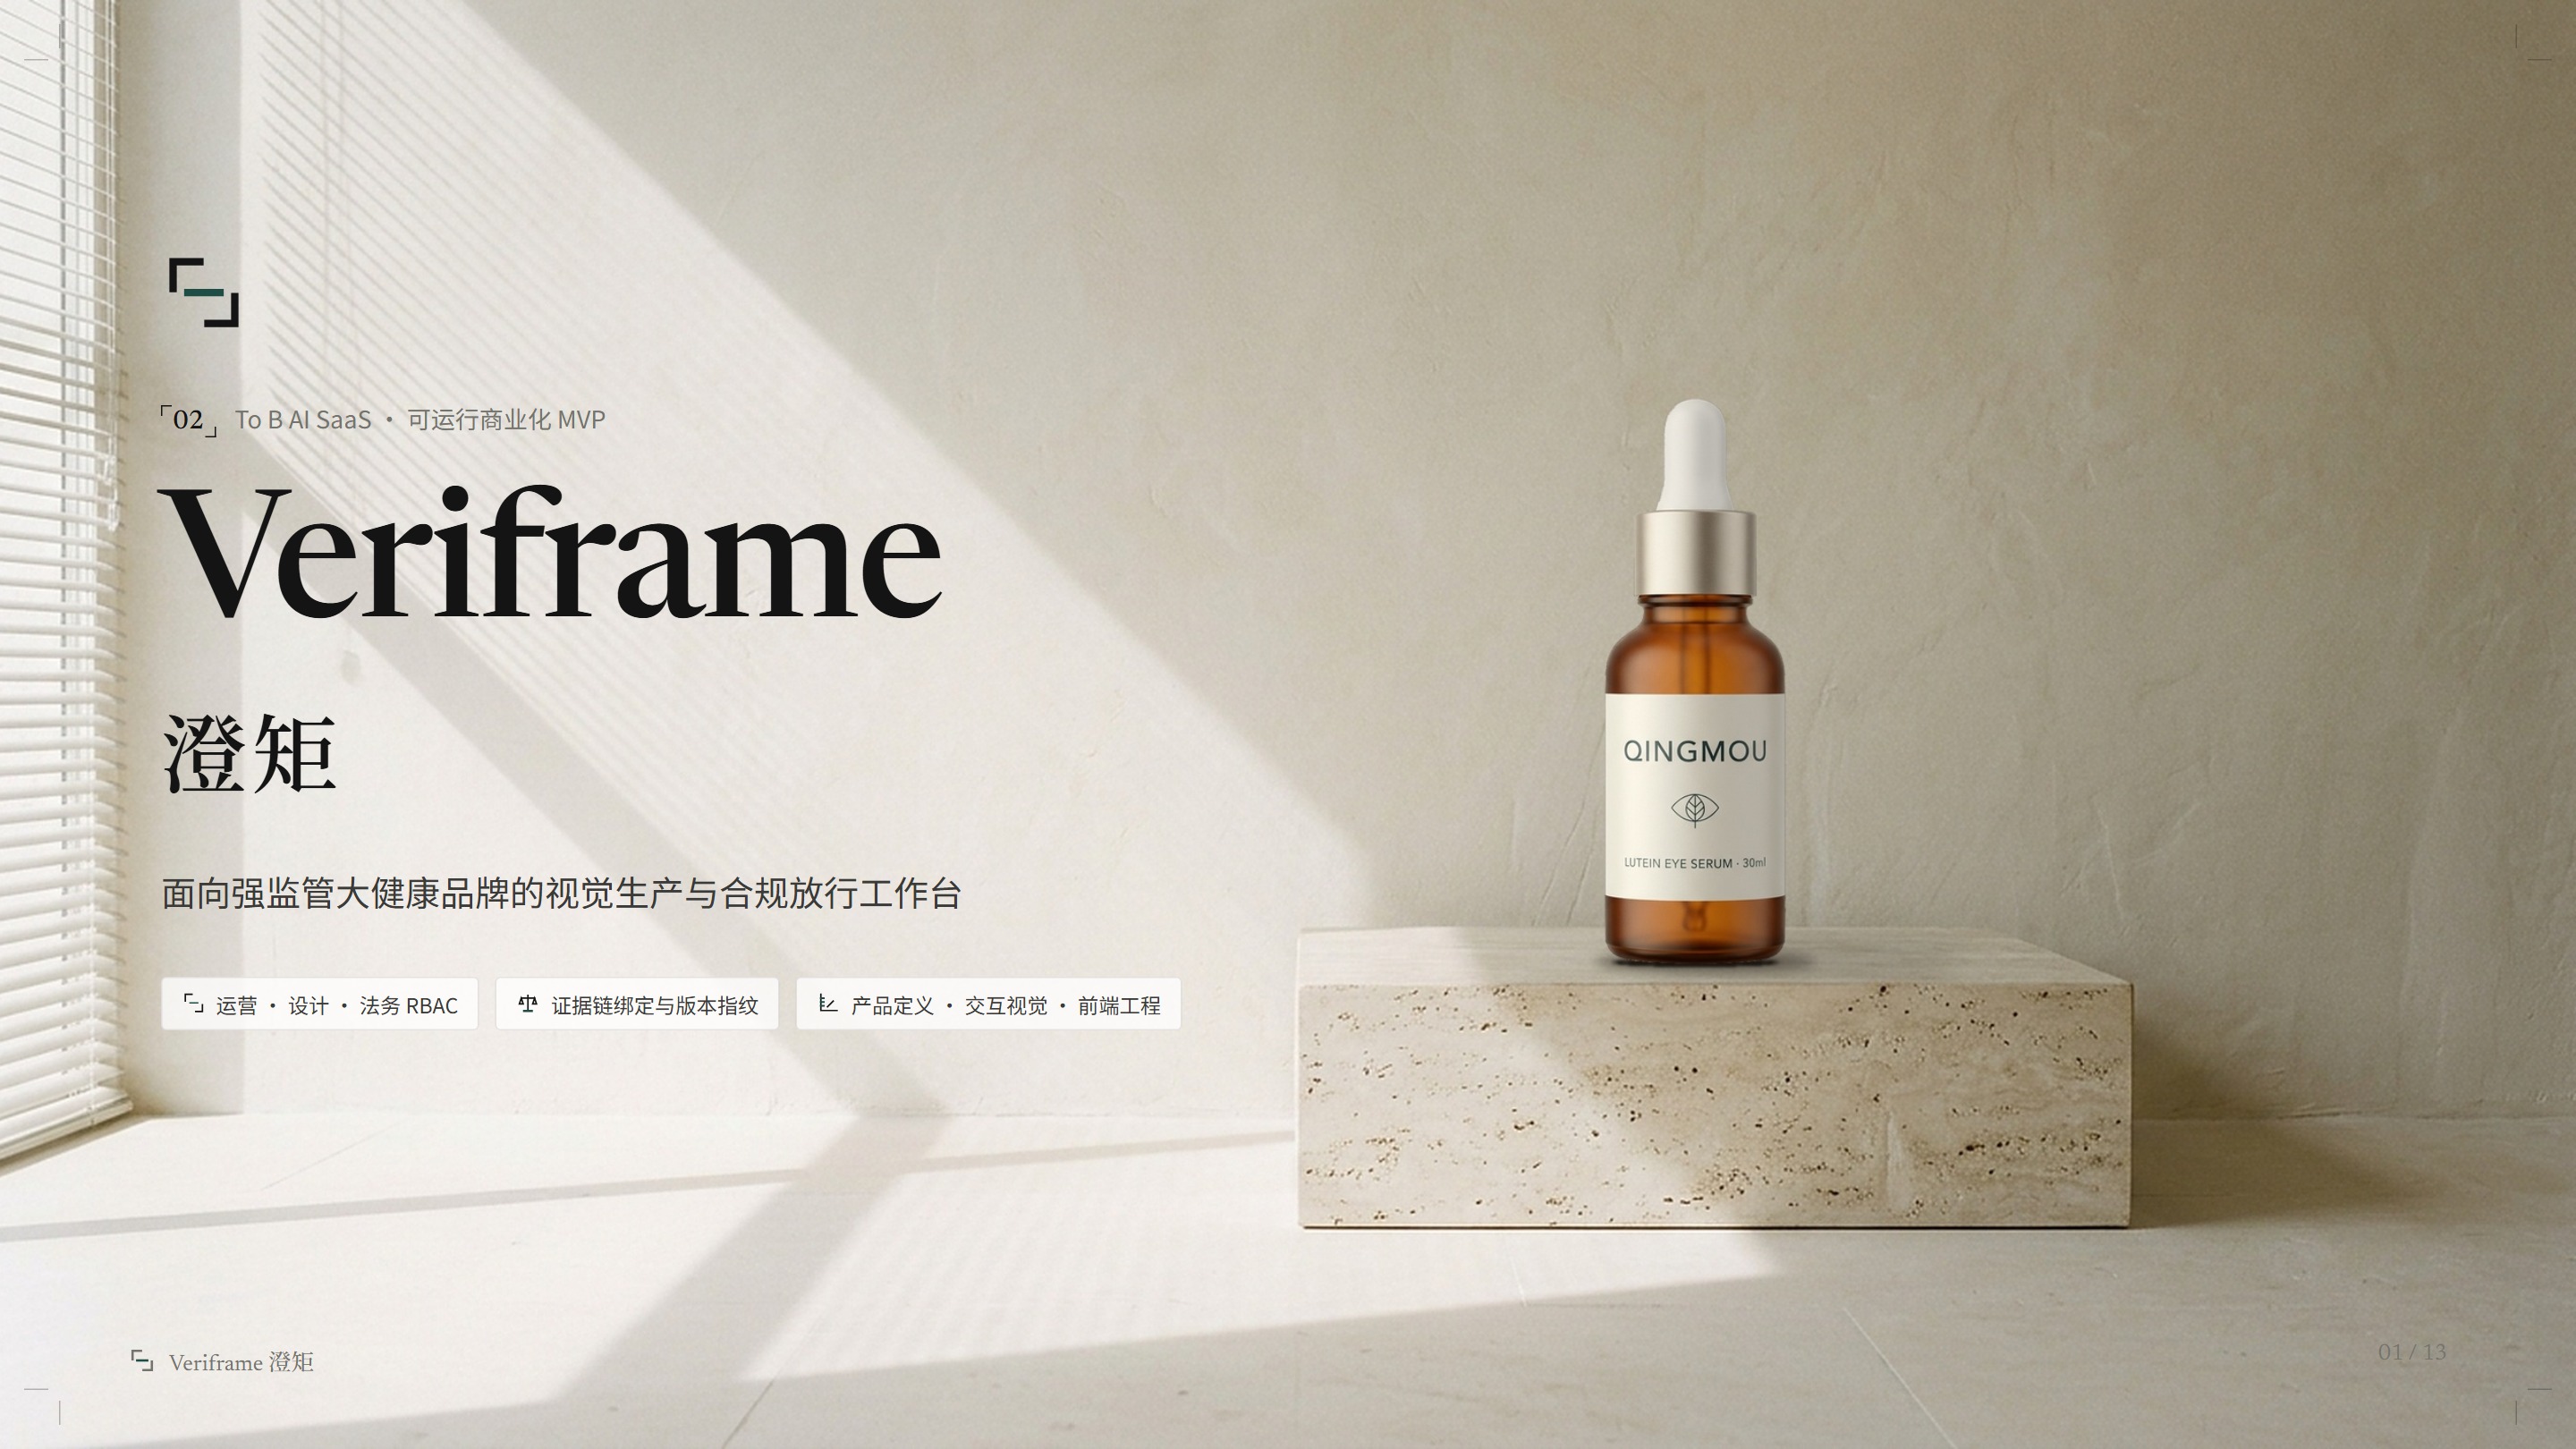 「02」 To B AI SaaS · 可运行商业化 MVP
Veriframe
澄矩
面向强监管大健康品牌的视觉生产与合规放行工作台
运营 · 设计 · 法务 RBAC
证据链绑定与版本指纹
产品定义 · 交互视觉 · 前端工程
QINGMOU
LUTEIN EYE SERUM · 30ml
Veriframe 澄矩
01 / 13